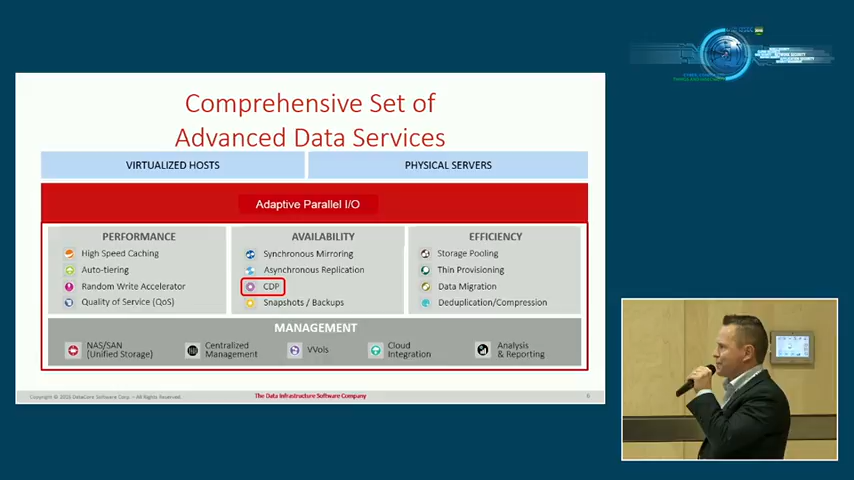 Comprehensive Set of
Advanced Data Services
VIRTUALIZED HOSTS
PHYSICAL SERVERS
Adaptive Parallel I/O
PERFORMANCE
High Speed Caching
Auto-tiering
Random Write Accelerator
Quality of Service (QoS)
AVAILABILITY
Synchronous Mirroring
Asynchronous Replication
CDP
Snapshots / Backups
EFFICIENCY
Storage Pooling
Thin Provisioning
Data Migration
Deduplication/Compression
MANAGEMENT
NAS/SAN
(Unified Storage)
Centralized
Management
VVols
Cloud
Integration
Analysis
& Reporting
DataCore Software Corp. – All Rights Reserved.
The Data Infrastructure Software Company
6